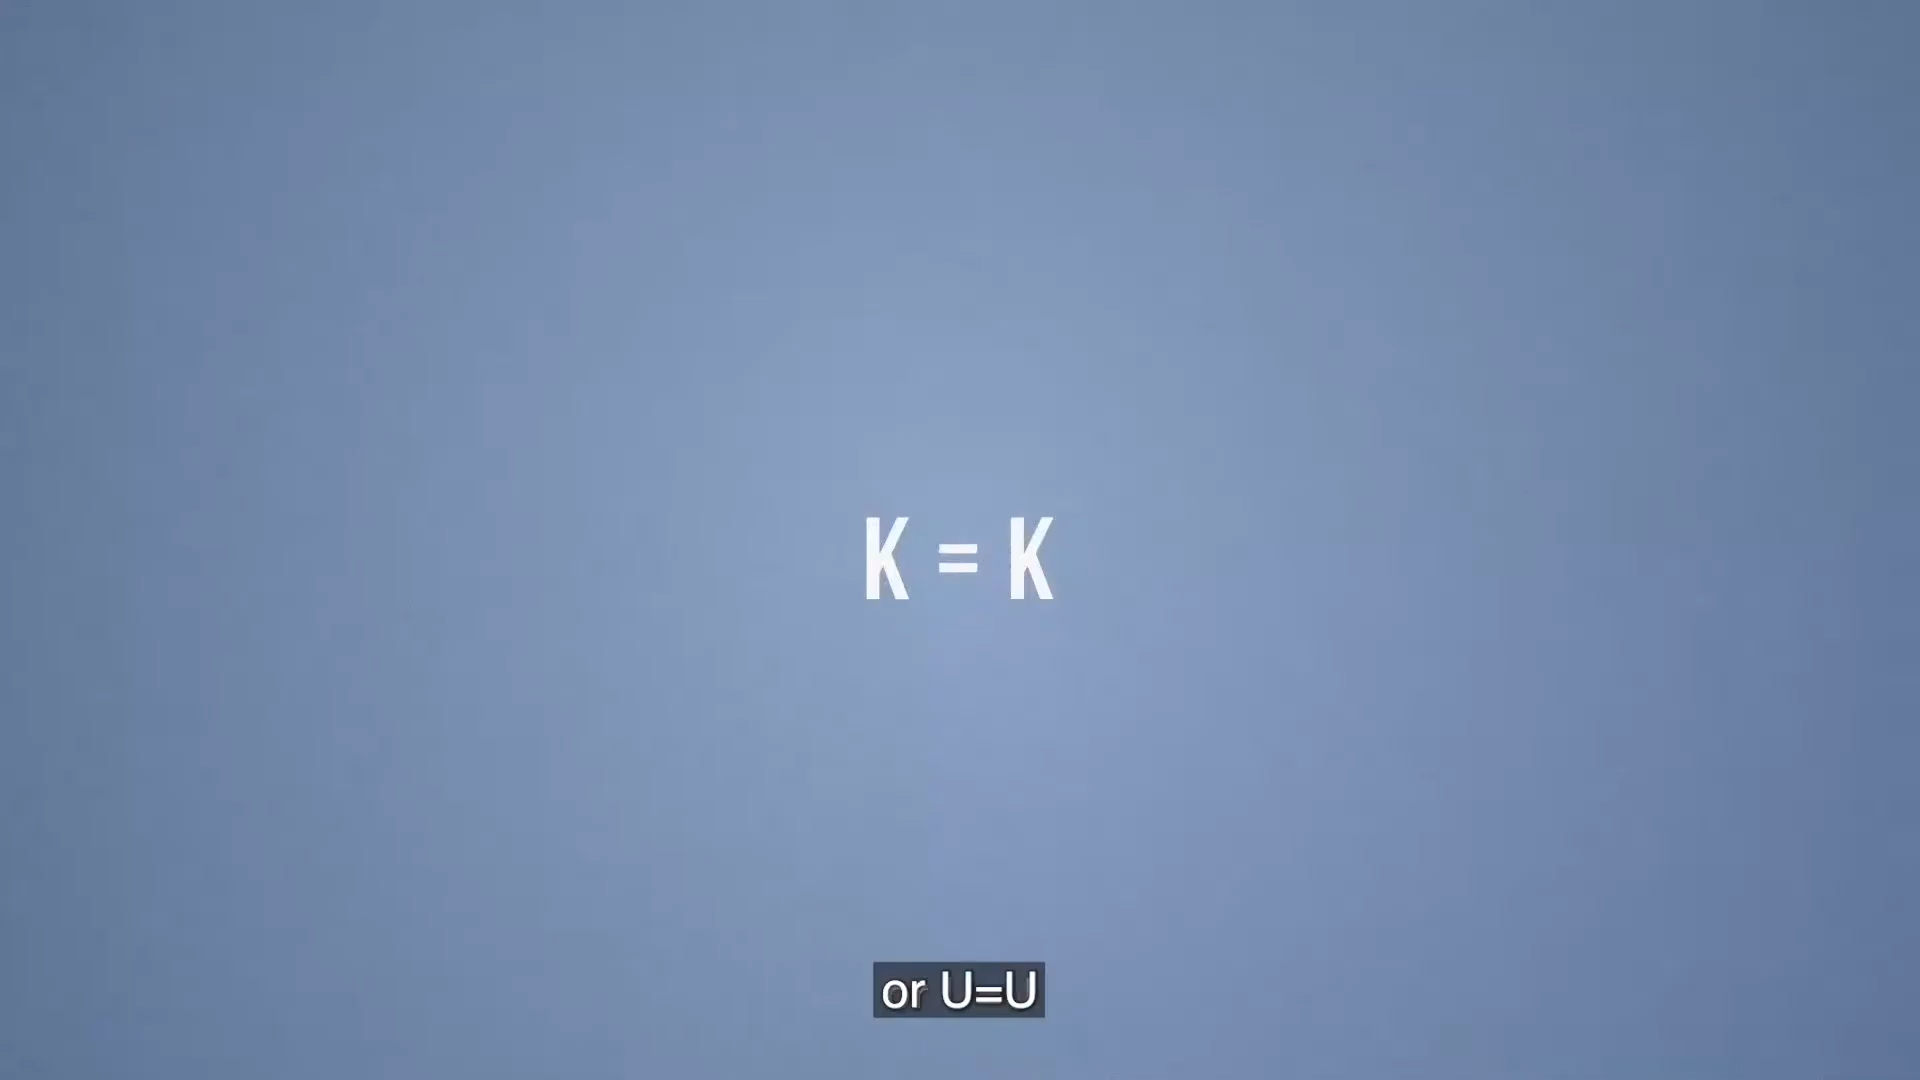 K = K
or U=U